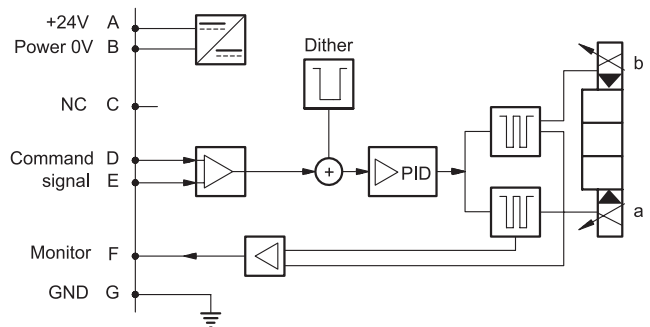 +24V A
Power 0V B
Dither
b
NC C
Command D
signal E
+
PID
a
Monitor F
GND G